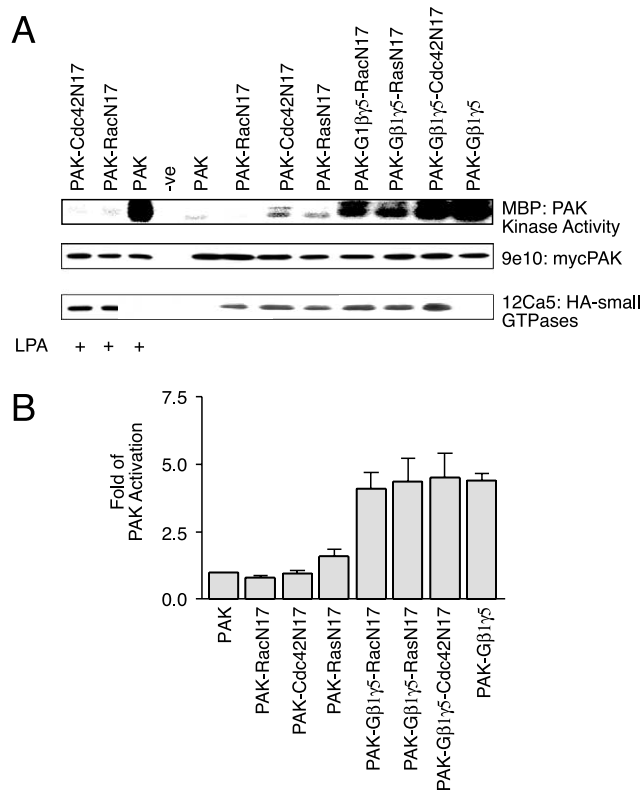 A
PAK-Cdc42N17
PAK-RacN17
PAK
-ve
PAK
PAK-RacN17
PAK-Cdc42N17
PAK-RasN17
PAK-G1βγ5-RacN17
PAK-Gβ1γ5-RasN17
PAK-Gβ1γ5-Cdc42N17
PAK-Gβ1γ5
MBP: PAK
Kinase Activity
9e10: mycPAK
12Ca5: HA-small
GTPases
LPA + + +
B
Fold of
PAK Activation
7.5
5.0
2.5
0.0
PAK
PAK-RacN17
PAK-Cdc42N17
PAK-RasN17
PAK-Gβ1γ5-RacN17
PAK-Gβ1γ5-RasN17
PAK-Gβ1γ5-Cdc42N17
PAK-Gβ1γ5